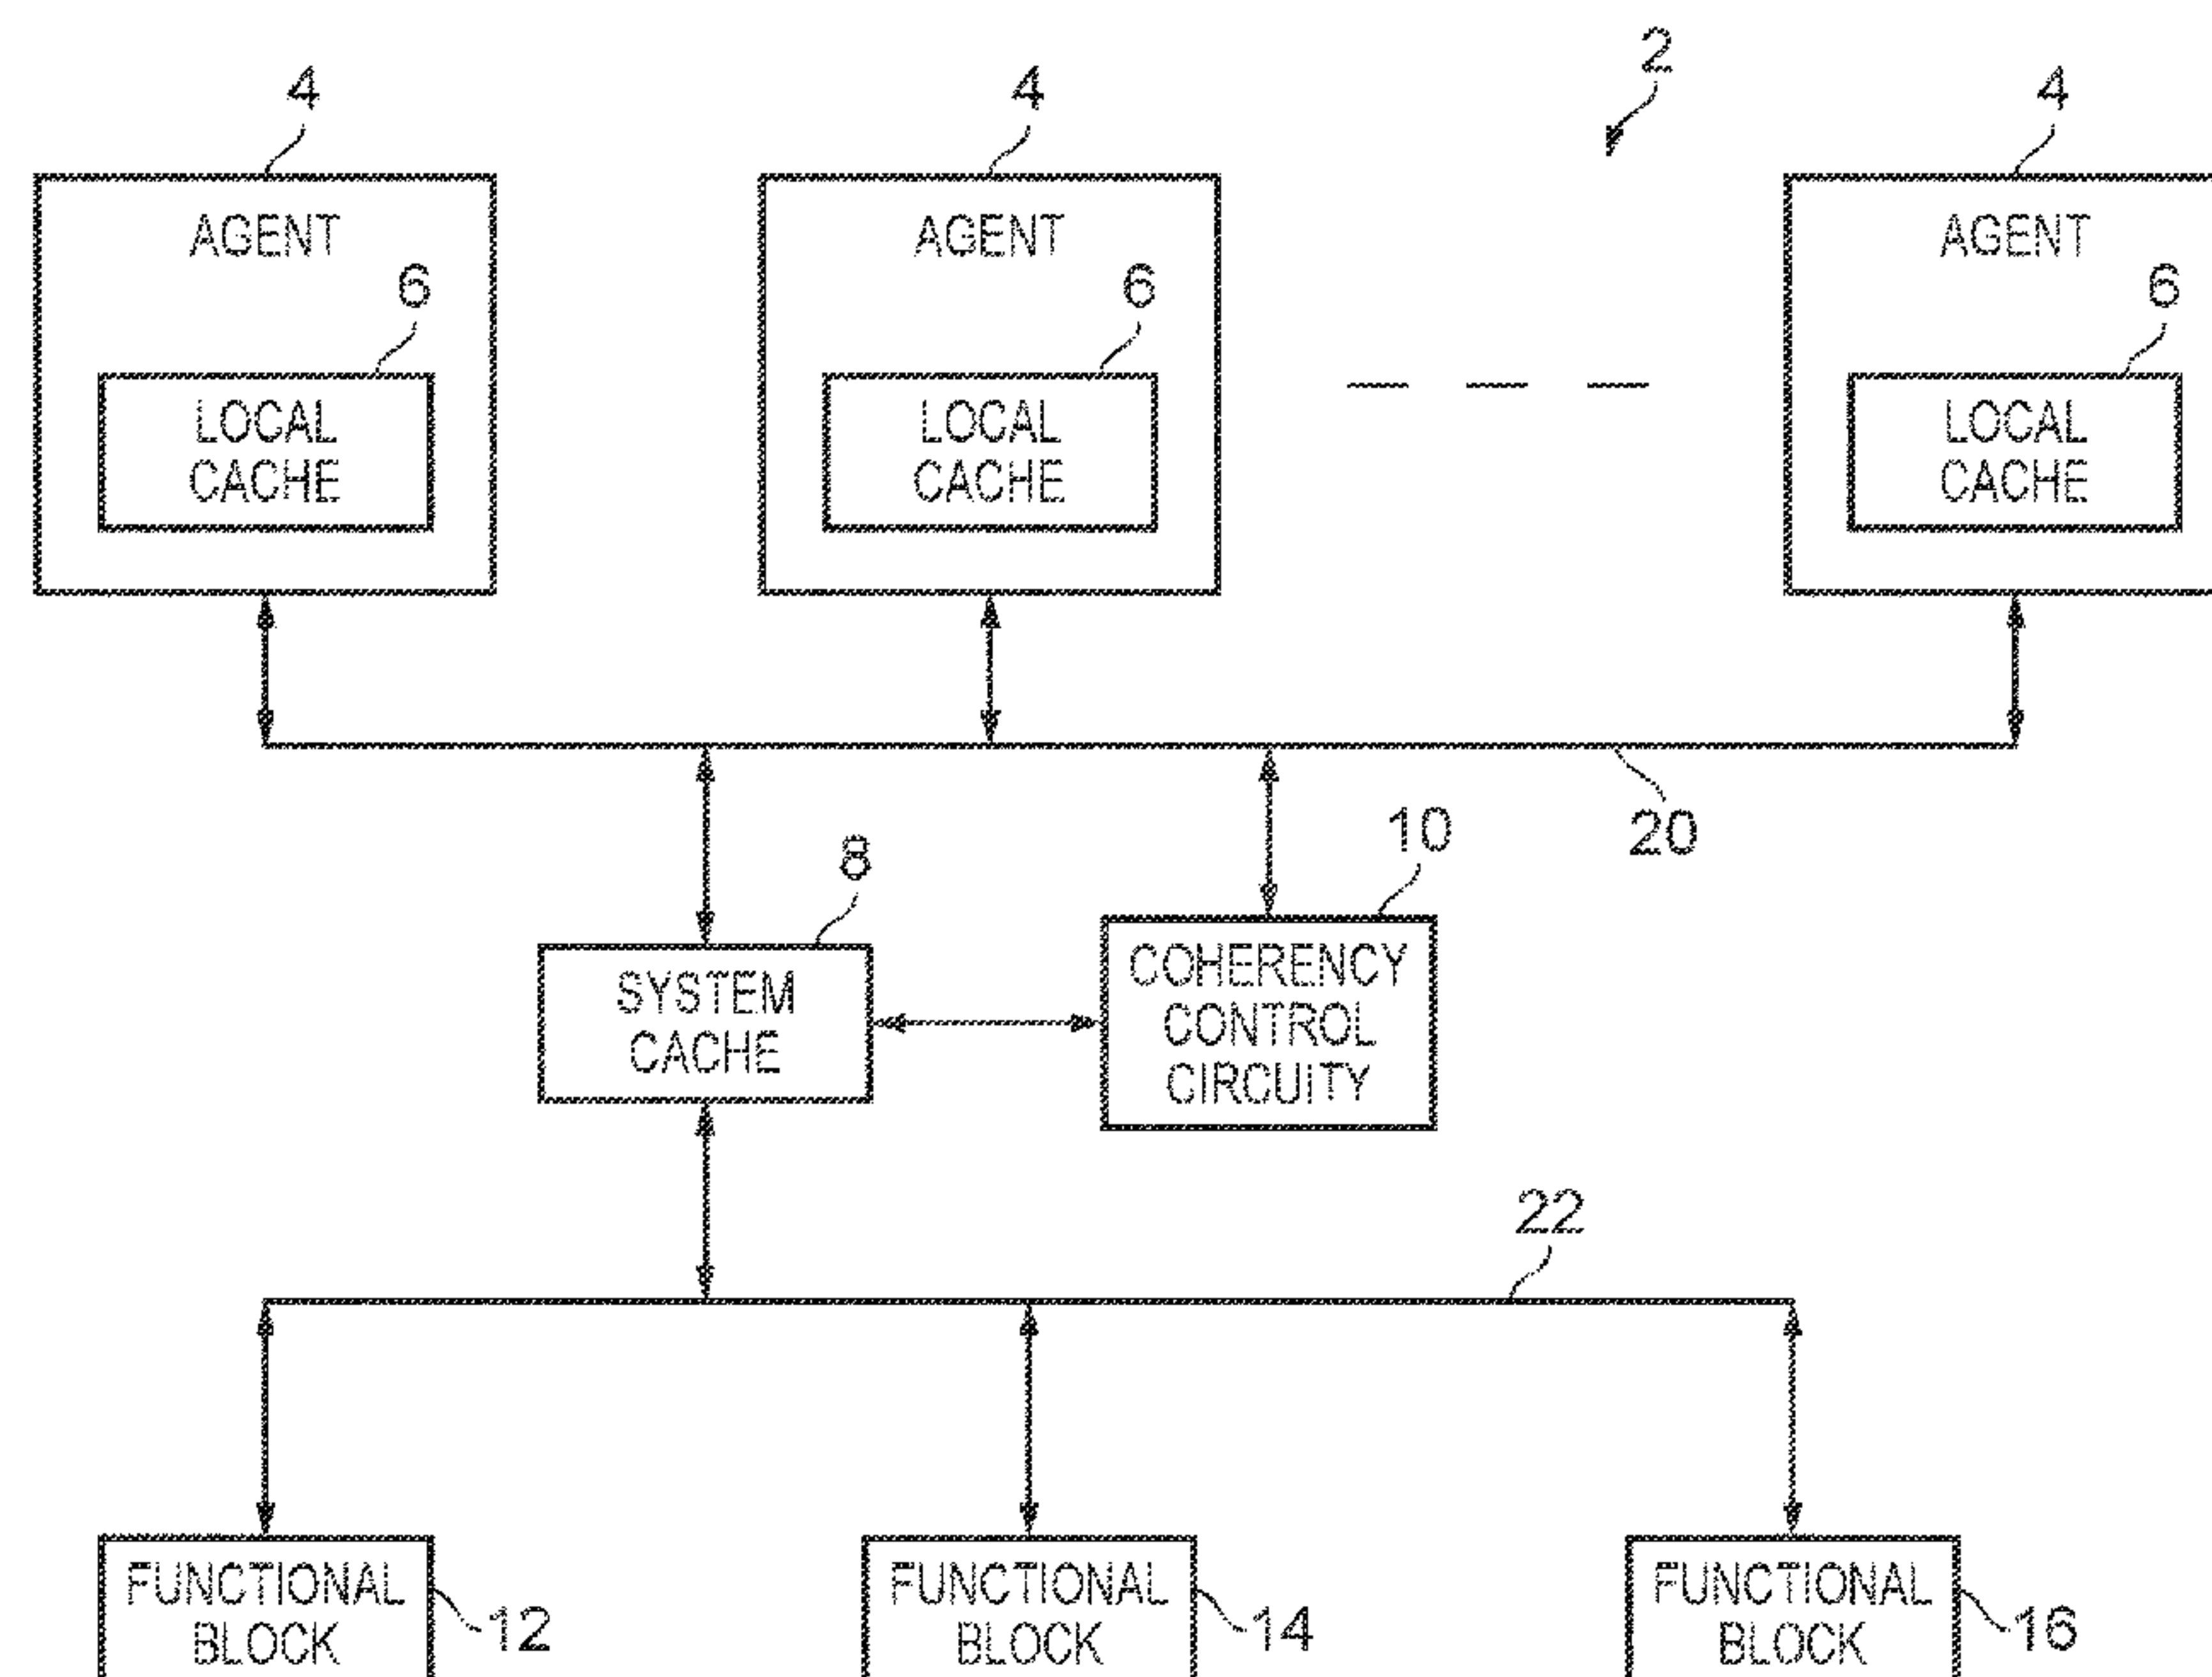 2
4
4
4
AGENT
AGENT
AGENT
6
6
6
LOCAL
CACHE
LOCAL
CACHE
LOCAL
CACHE
20
8
10
SYSTEM
CACHE
COHERENCY
CONTROL
CIRCUITY
22
FUNCTIONAL
BLOCK
12
FUNCTIONAL
BLOCK
14
FUNCTIONAL
BLOCK
16